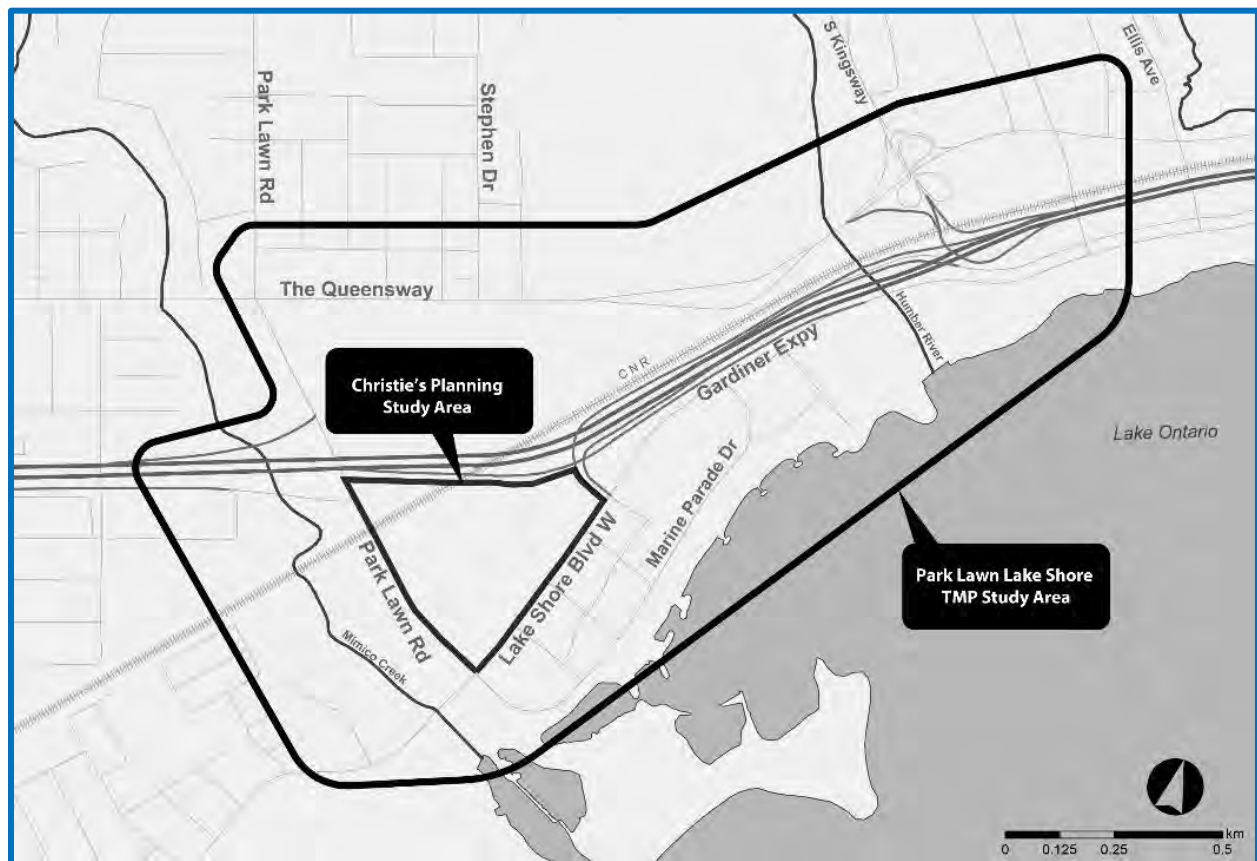 S Kingsway
Ellis Ave
Park Lawn Rd
Stephen Dr
The Queensway
Humber River
Christie's Planning
Study Area
CNR
Gardiner Expy
Lake Ontario
Marine Parade Dr
Park Lawn Rd
Lake Shore Blvd W
Park Lawn Lake Shore
TMP Study Area
Mimico Creek
km
0 0.125 0.25 0.5